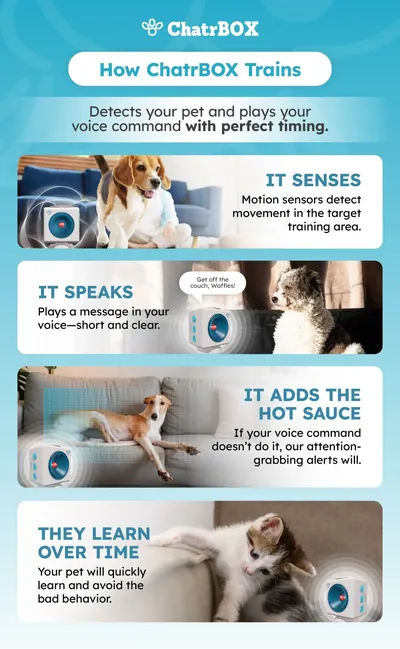 ChatrBOX
How ChatrBOX Trains
Detects your pet and plays your
voice command with perfect timing.
IT SENSES
Motion sensors detect
movement in the target
training area.
IT SPEAKS
Plays a message in your
voice—short and clear.
Get off the
couch, Waffles!
IT ADDS THE
HOT SAUCE
If your voice command
doesn't do it, our attention-
grabbing alerts will.
THEY LEARN
OVER TIME
Your pet will quickly
learn and avoid the
bad behavior.